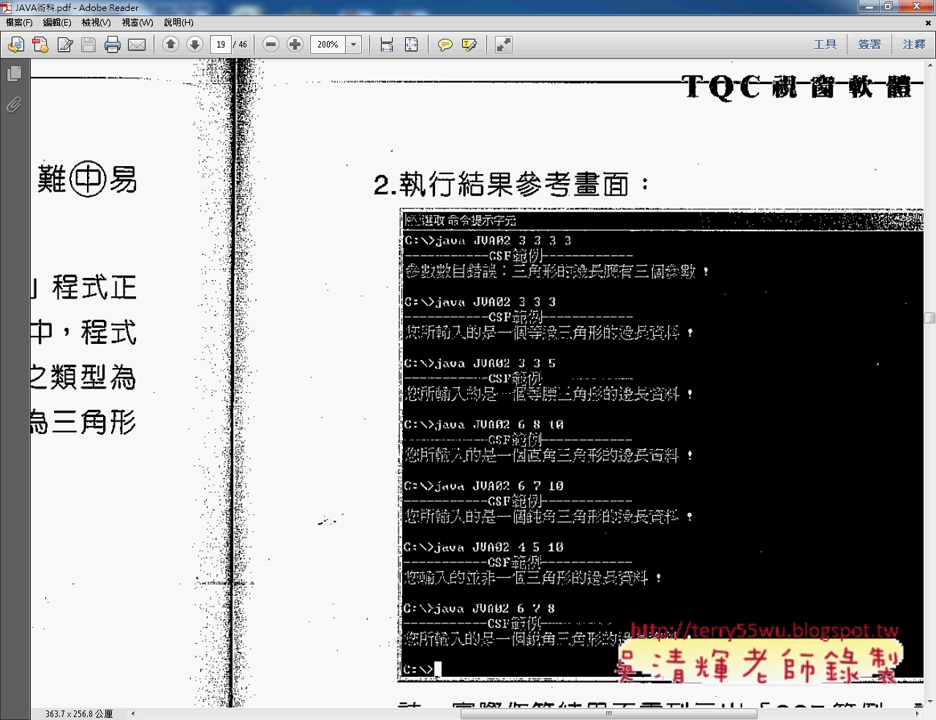 JAVA術科.pdf - Adobe Reader
檔案(F) 編輯(E) 檢視(V) 視窗(W) 說明(H)
19 / 46 200% 工具 簽署 註釋
TQC 視窗軟體
難中易
程式正
中，程式
之類型為
為三角形
2.執行結果參考畫面：
選取 命令提示字元
C:\>java JVA02 3 3 3 3
-----------CSF範例------------
參數數目錯誤：三角形的邊長應有三個參數！
C:\>java JVA02 3 3 3
-----------CSF範例------------
您所輸入的是一個等邊三角形的邊長資料！
C:\>java JVA02 3 3 5
-----------CSF範例------------
您所輸入的是一個等腰三角形的邊長資料！
C:\>java JVA02 6 8 10
-----------CSF範例------------
您所輸入的是一個直角三角形的邊長資料！
C:\>java JVA02 6 7 10
-----------CSF範例------------
您所輸入的是一個鈍角三角形的邊長資料！
C:\>java JVA02 4 5 10
-----------CSF範例------------
您輸入的並非一個三角形的邊長資料！
C:\>java JVA02 6 7 8
-----------CSF範例------------
您所輸入的是一個銳角三角形的邊
C:\>
http://terry55wu.blogspot.tw
吳清輝老師錄製
363.7 x 256.8 公厘